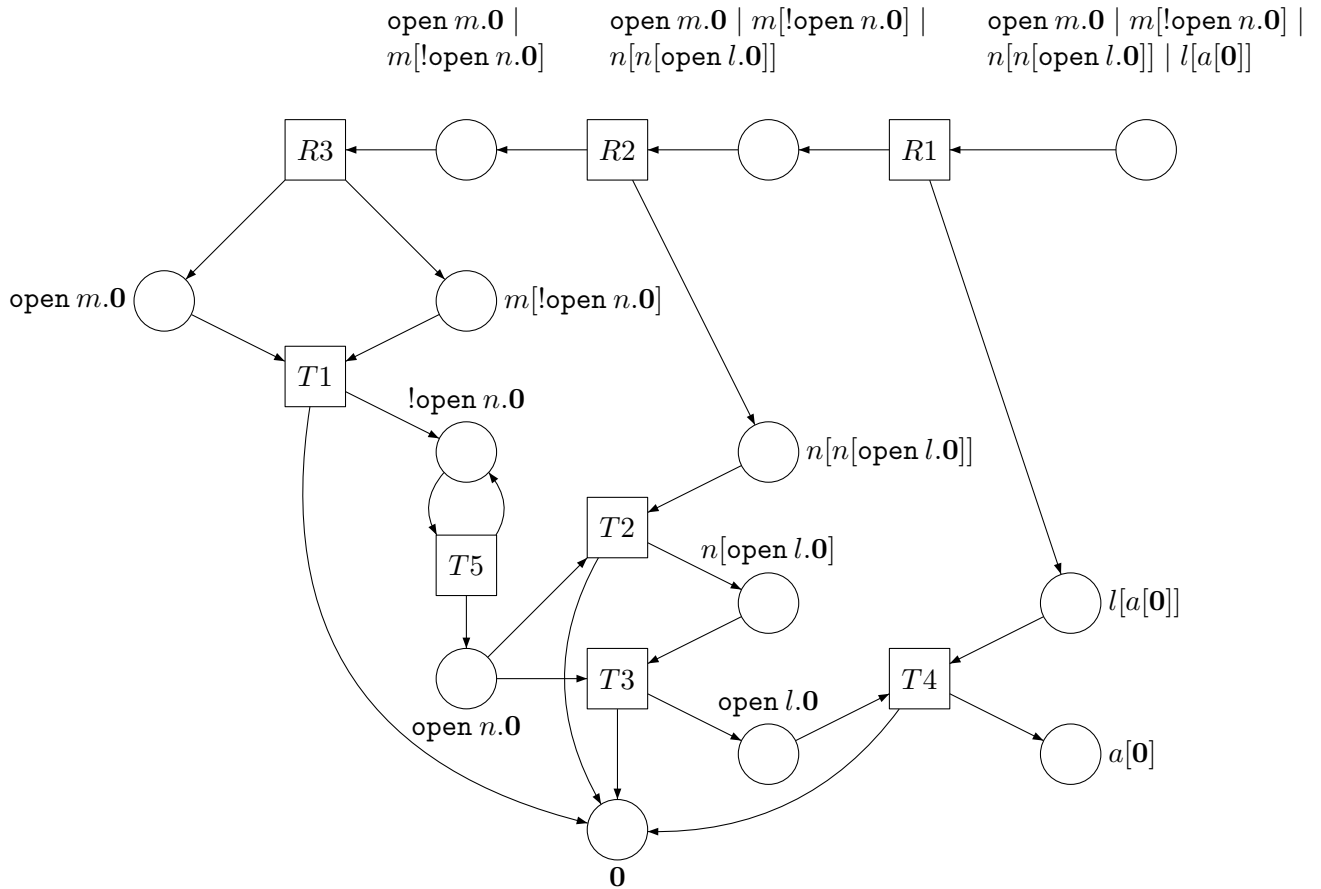 open m.0 |
m[!open n.0]
open m.0 | m[!open n.0] |
n[n[open l.0]]
open m.0 | m[!open n.0] |
n[n[open l.0]] | l[a[0]]
R3
R2
R1
open m.0
m[!open n.0]
T1
!open n.0
n[n[open l.0]]
T2
T5
n[open l.0]
l[a[0]]
T3
T4
open l.0
open n.0
a[0]
0